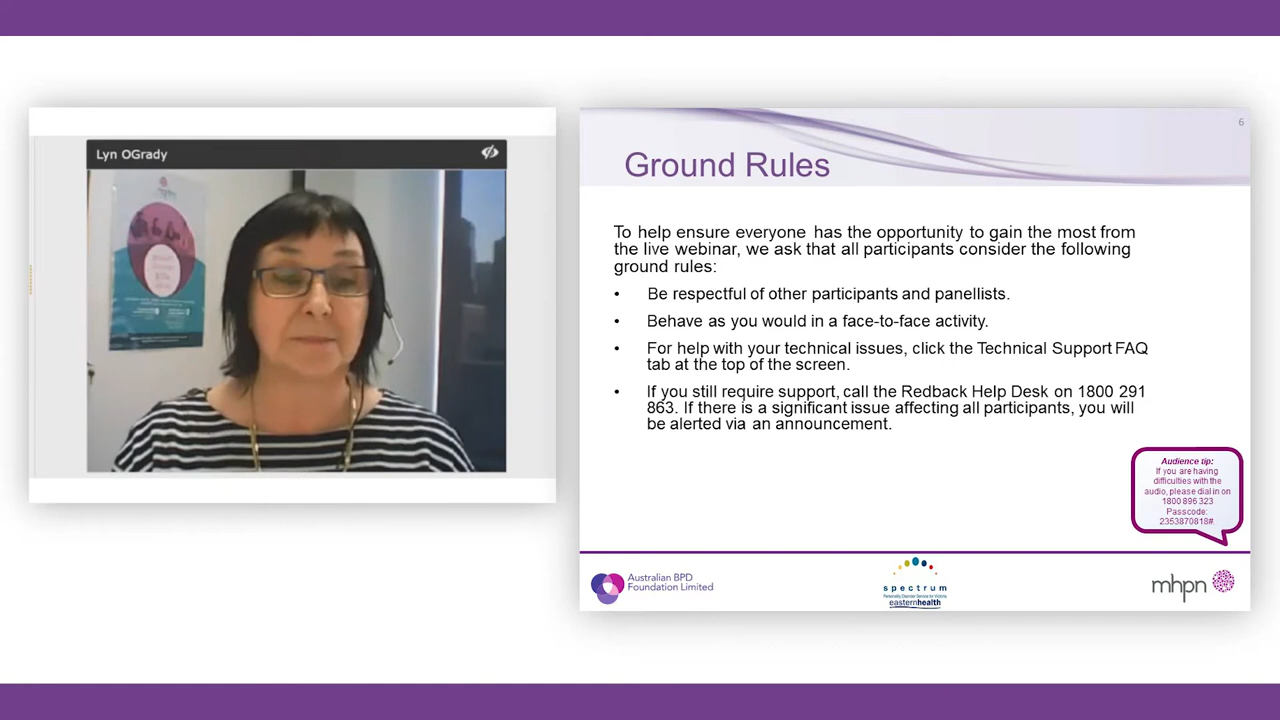 Lyn OGrady
6
Ground Rules
To help ensure everyone has the opportunity to gain the most from
the live webinar, we ask that all participants consider the following
ground rules:
• Be respectful of other participants and panellists.
• Behave as you would in a face-to-face activity.
• For help with your technical issues, click the Technical Support FAQ
tab at the top of the screen.
• If you still require support, call the Redback Help Desk on 1800 291
863. If there is a significant issue affecting all participants, you will
be alerted via an announcement.
Audience tip:
If you are having
difficulties with the
audio, please dial in on
1800 896 323
Passcode:
2353870818#.
Australian BPD
Foundation Limited
spectrum
Personality Disorder Service for Victoria
easternhealth
mhpn